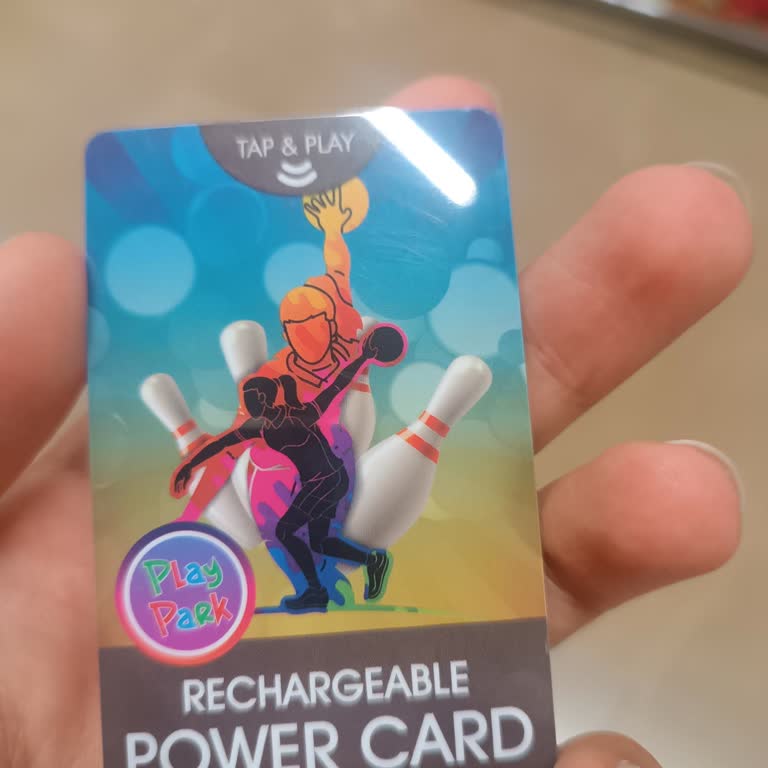 TAP & PLAY
PLay
PaRk
RECHARGEABLE
POWER CARD